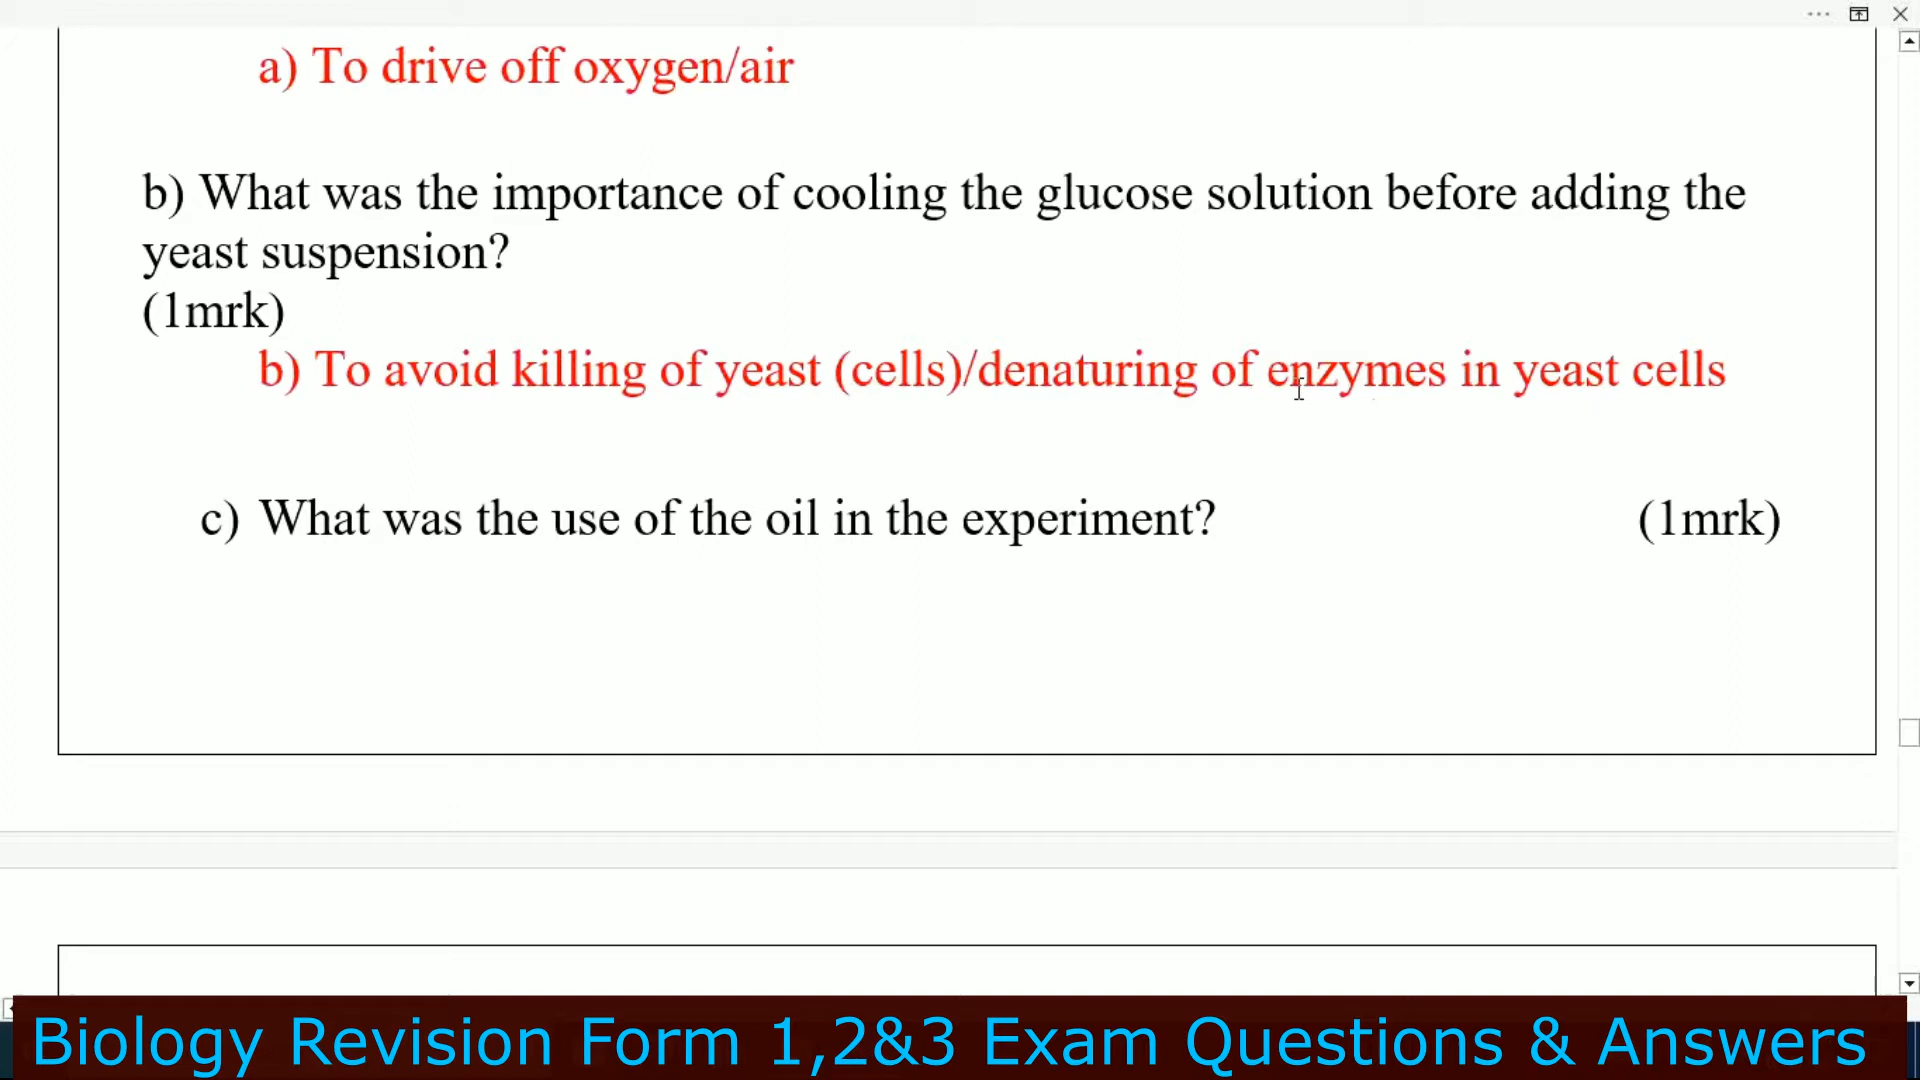 a) To drive off oxygen/air
b) What was the importance of cooling the glucose solution before adding the
yeast suspension?
(1mrk)
b) To avoid killing of yeast (cells)/denaturing of enzymes in yeast cells
c) What was the use of the oil in the experiment? (1mrk)
Biology Revision Form 1,2&3 Exam Questions & Answers